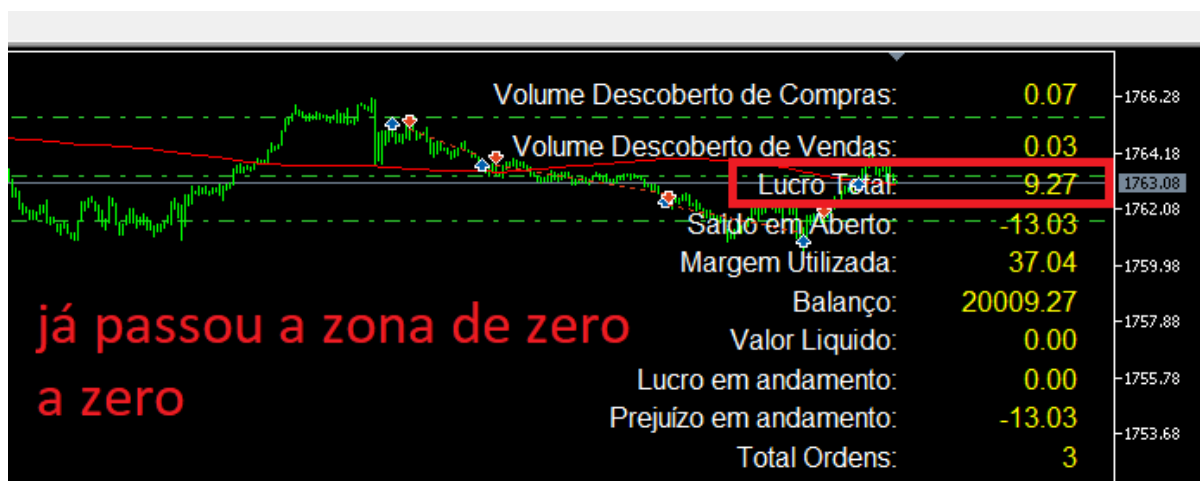 Volume Descoberto de Compras: 0.07
1766.28
Volume Descoberto de Vendas: 0.03
1764.18
Lucro Total: 9.27
1763.08
Saldo em Aberto: -13.03
1762.08
Margem Utilizada: 37.04
1759.98
Balanço: 20009.27
já passou a zona de zero
1757.88
Valor Liquido: 0.00
Lucro em andamento: 0.00
1755.78
a zero
Prejuízo em andamento: -13.03
1753.68
Total Ordens: 3